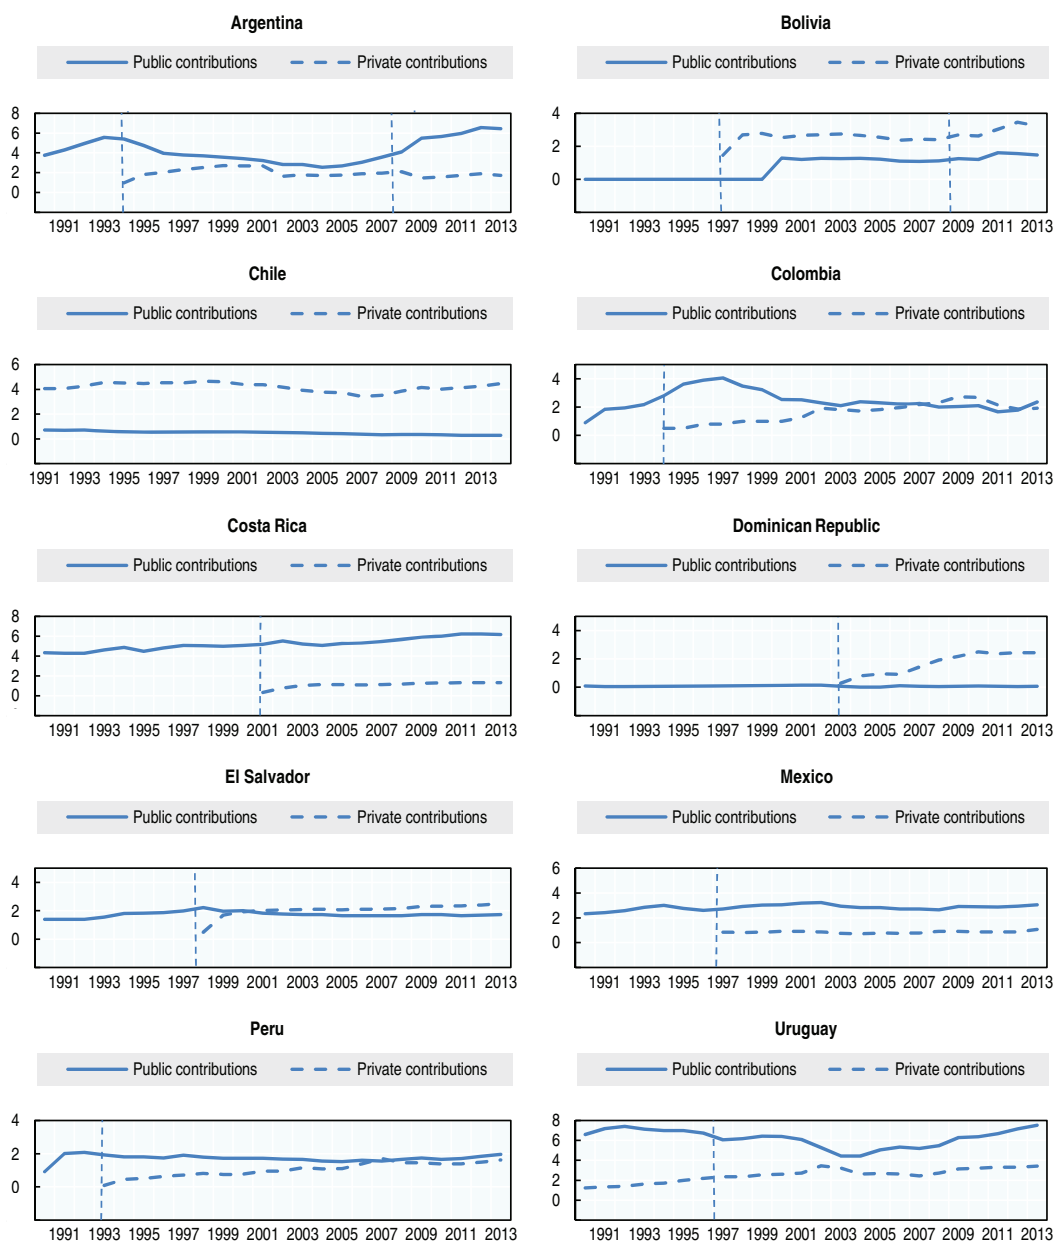 Argentina
Public contributions Private contributions
8
6
4
2
0
1991 1993 1995 1997 1999 2001 2003 2005 2007 2009 2011 2013
Bolivia
Public contributions Private contributions
4
2
0
1991 1993 1995 1997 1999 2001 2003 2005 2007 2009 2011 2013
Chile
Public contributions Private contributions
6
4
2
0
1991 1993 1995 1997 1999 2001 2003 2005 2007 2009 2011 2013
Colombia
Public contributions Private contributions
4
2
0
1991 1993 1995 1997 1999 2001 2003 2005 2007 2009 2011 2013
Costa Rica
Public contributions Private contributions
8
6
4
2
0
1991 1993 1995 1997 1999 2001 2003 2005 2007 2009 2011 2013
Dominican Republic
Public contributions Private contributions
4
2
0
1991 1993 1995 1997 1999 2001 2003 2005 2007 2009 2011 2013
El Salvador
Public contributions Private contributions
4
2
0
1991 1993 1995 1997 1999 2001 2003 2005 2007 2009 2011 2013
Mexico
Public contributions Private contributions
6
4
2
0
1991 1993 1995 1997 1999 2001 2003 2005 2007 2009 2011 2013
Peru
Public contributions Private contributions
4
2
0
1991 1993 1995 1997 1999 2001 2003 2005 2007 2009 2011 2013
Uruguay
Public contributions Private contributions
8
6
4
2
0
1991 1993 1995 1997 1999 2001 2003 2005 2007 2009 2011 2013